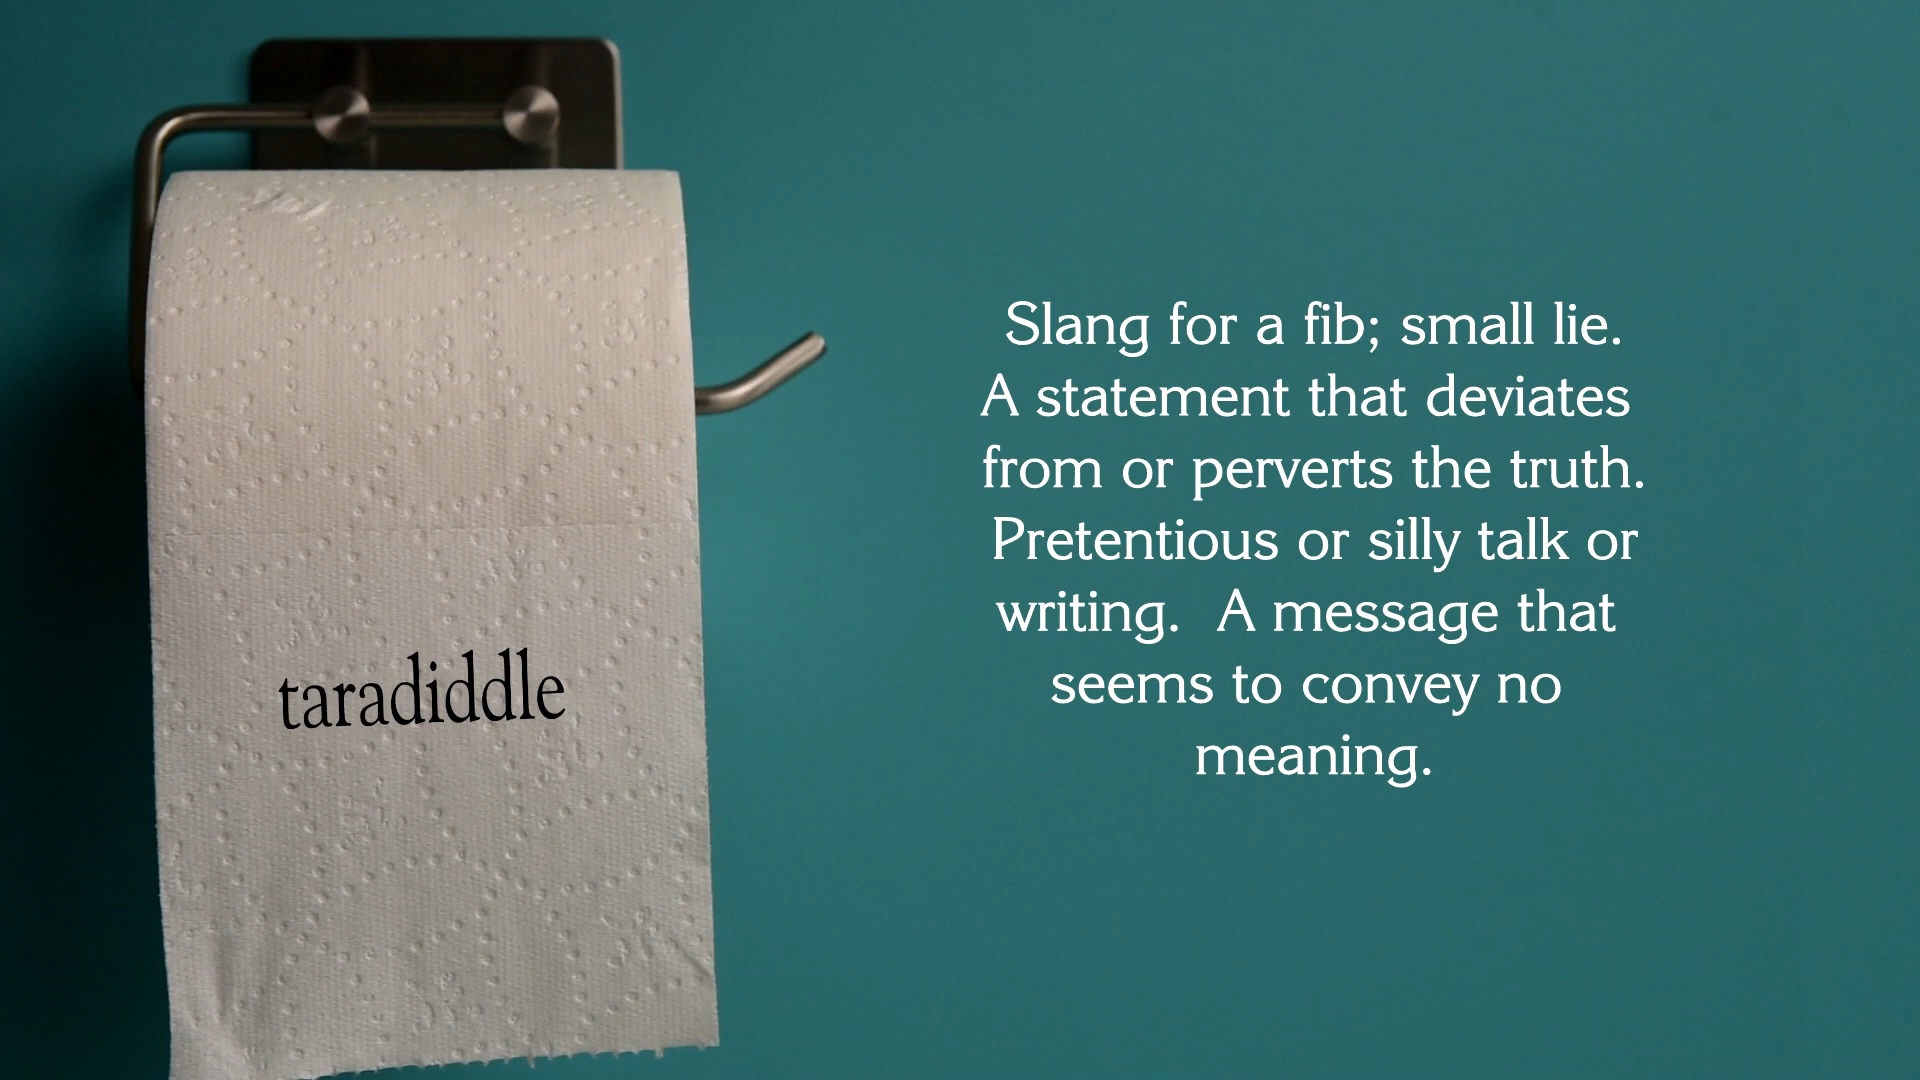 taradiddle
Slang for a fib; small lie.
A statement that deviates
from or perverts the truth.
Pretentious or silly talk or
writing.  A message that
seems to convey no
meaning.